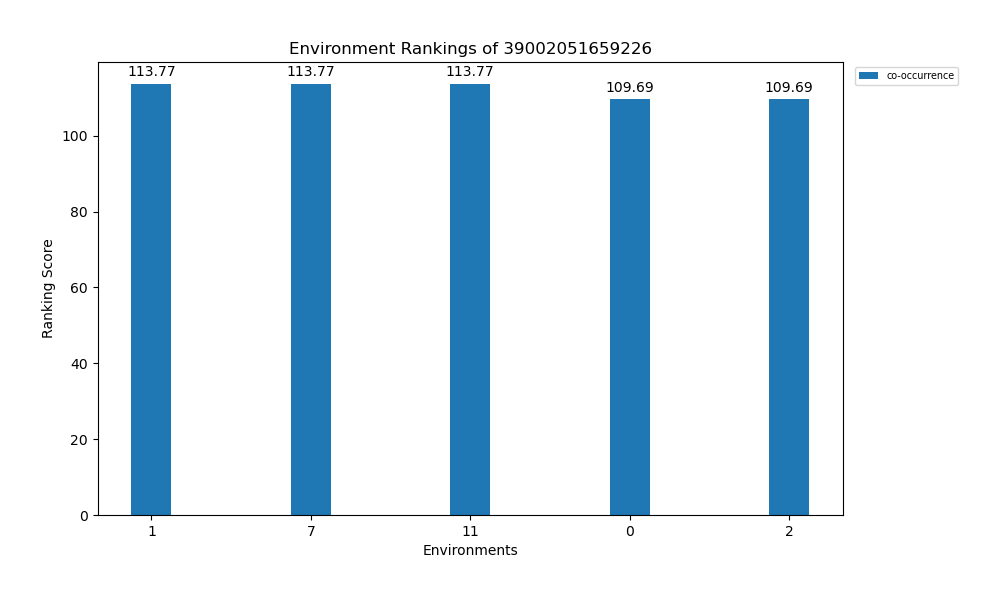 Environment Rankings of 39002051659226
113.77 113.77 113.77 109.69 109.69
co-occurrence
Ranking Score
100
80
60
40
20
0
1 7 11 0 2
Environments